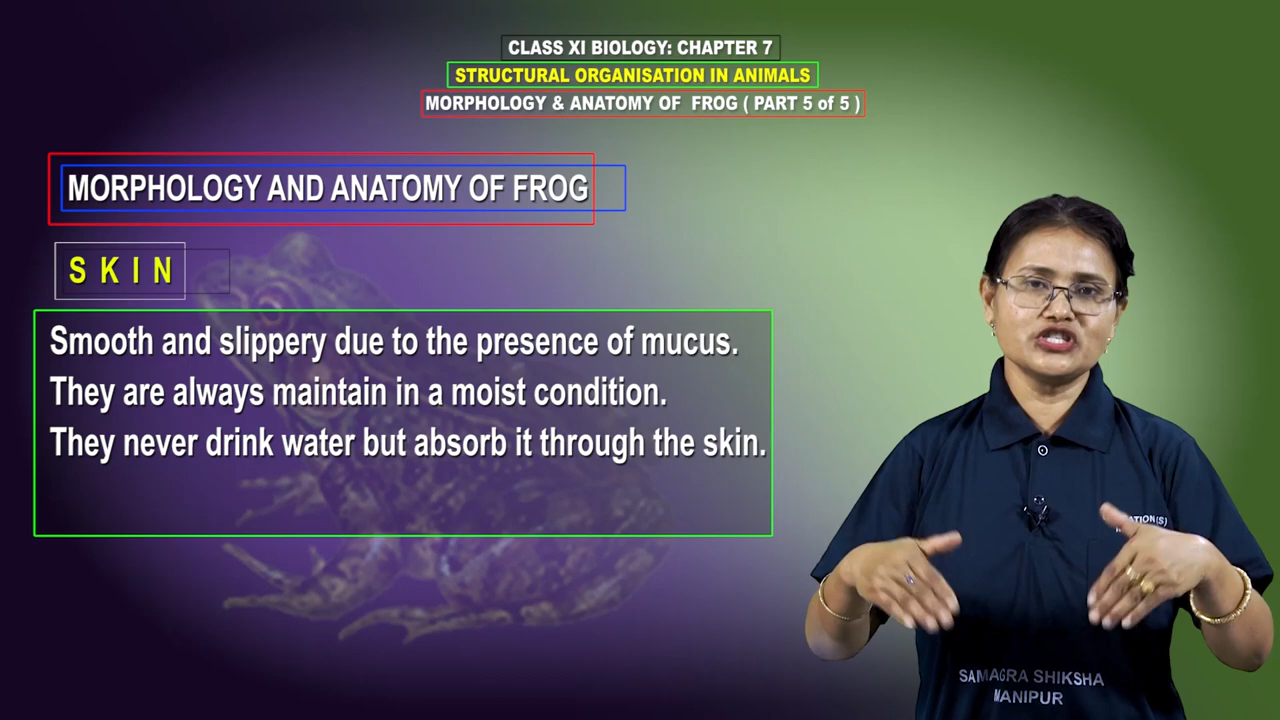 CLASS XI BIOLOGY: CHAPTER 7
STRUCTURAL ORGANISATION IN ANIMALS
MORPHOLOGY & ANATOMY OF FROG ( PART 5 of 5 )
MORPHOLOGY AND ANATOMY OF FROG
SKIN
Smooth and slippery due to the presence of mucus.
They are always maintain in a moist condition.
They never drink water but absorb it through the skin.
SAMAGRA SHIKSHA
MANIPUR